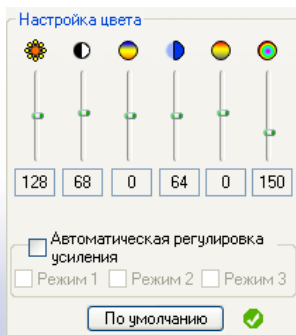 Настройка цвета
128 68 0 64 0 150
Автоматическая регулировка
усиления
Режим 1 Режим 2 Режим 3
По умолчанию